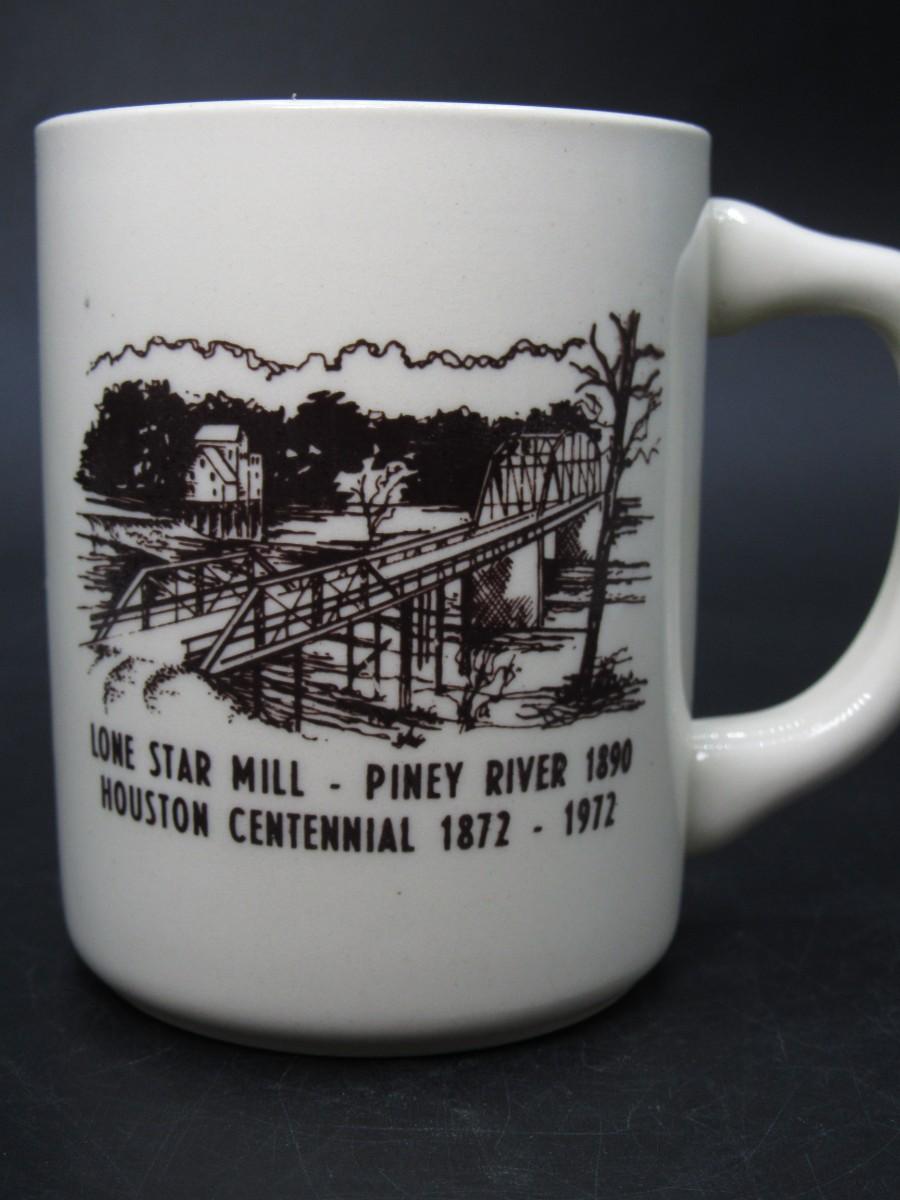 LONE STAR MILL - PINEY RIVER 1890
HOUSTON CENTENNIAL 1872 - 1972